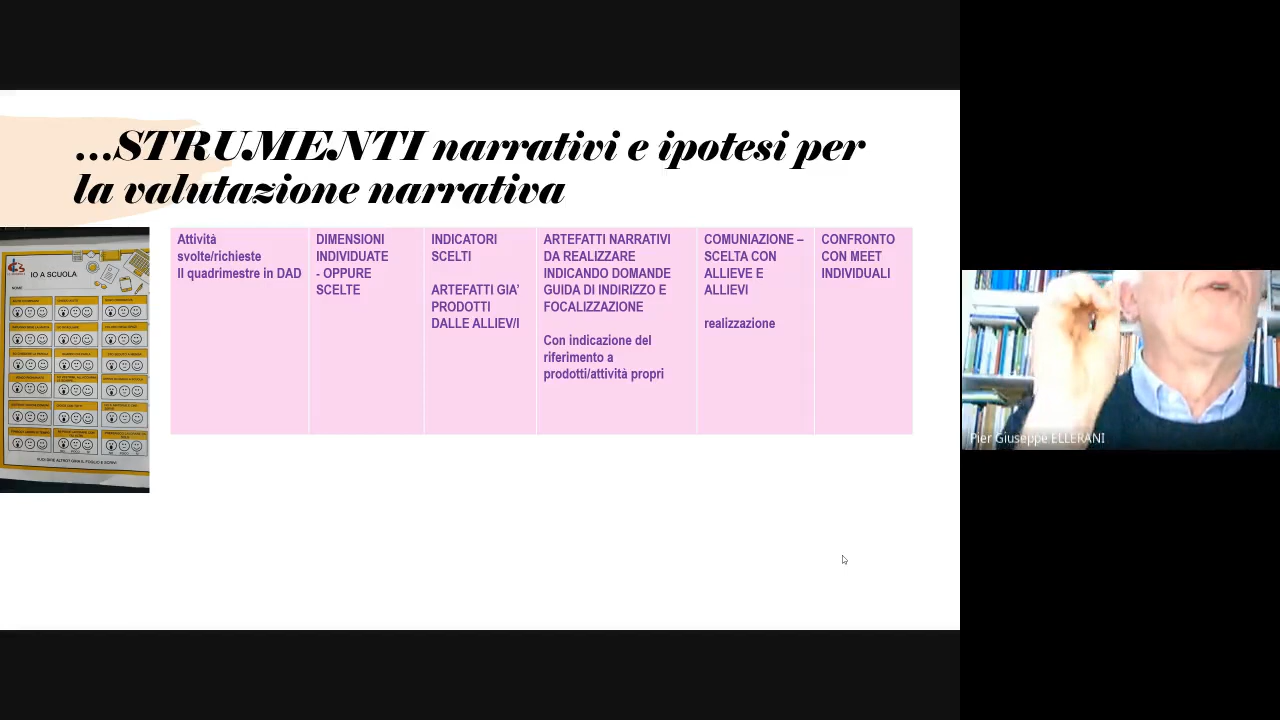 ...STRUMENTI narrativi e ipotesi per
la valutazione narrativa
IO A SCUOLA
NOME
Attività
svolte/richieste
II quadrimestre in DAD
DIMENSIONI
INDIVIDUATE
- OPPURE
SCELTE
INDICATORI
SCELTI
ARTEFATTI GIA'
PRODOTTI
DALLE ALLIEV/I
ARTEFATTI NARRATIVI
DA REALIZZARE
INDICANDO DOMANDE
GUIDA DI INDIRIZZO E
FOCALIZZAZIONE
Con indicazione del
riferimento a
prodotti/attività propri
COMUNIAZIONE –
SCELTA CON
ALLIEVE E
ALLIEVI
realizzazione
CONFRONTO
CON MEET
INDIVIDUALI
Pier Giuseppe ELLERANI